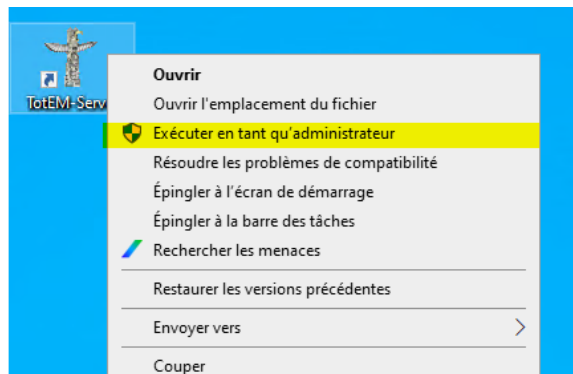 TotEM-Serv
Ouvrir
Ouvrir l'emplacement du fichier
Exécuter en tant qu'administrateur
Résoudre les problèmes de compatibilité
Épingler à l'écran de démarrage
Épingler à la barre des tâches
Rechercher les menaces
Restaurer les versions précédentes
Envoyer vers
Couper